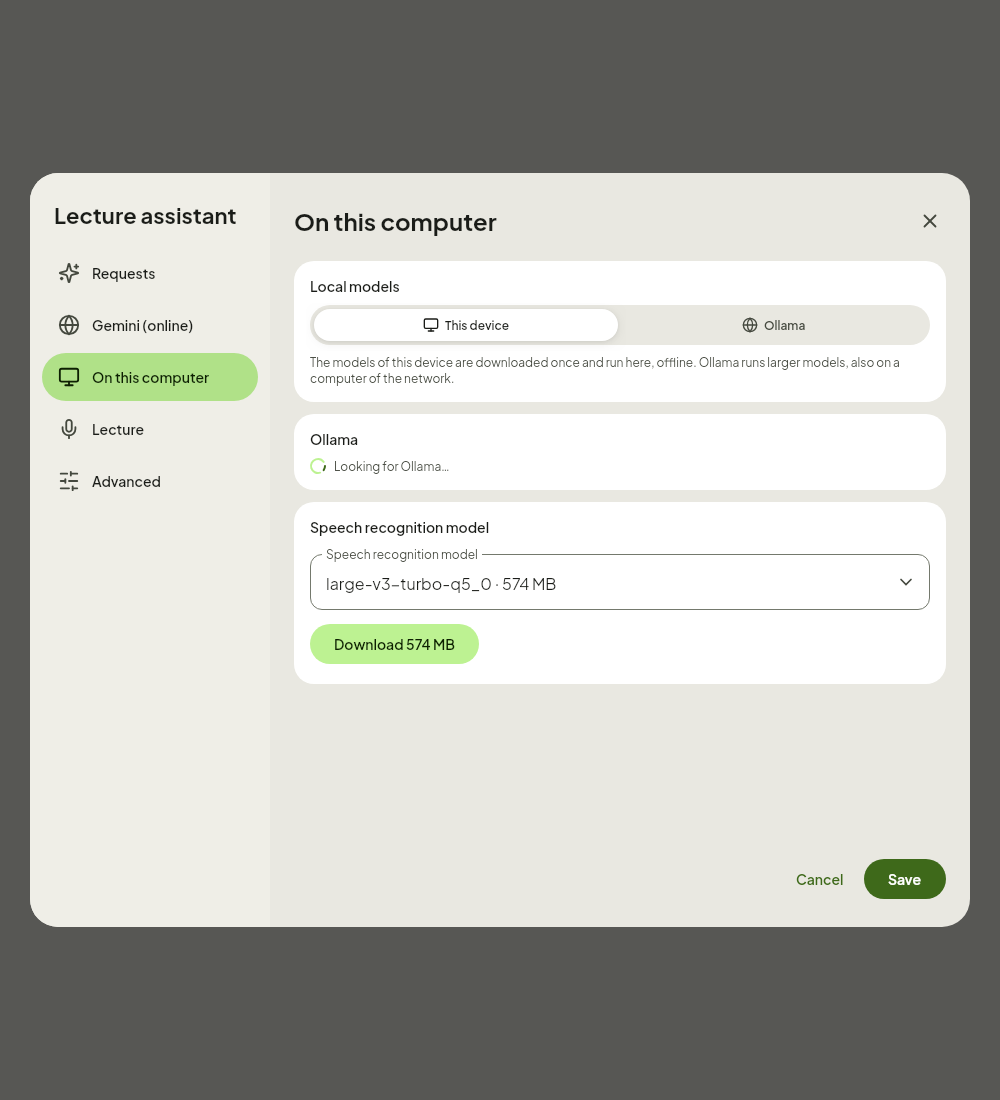 Lecture assistant
Requests
Gemini (online)
On this computer
Lecture
Advanced
On this computer
Local models
This device
Ollama
The models of this device are downloaded once and run here, offline. Ollama runs larger models, also on a
computer of the network.
Ollama
Looking for Ollama…
Speech recognition model
Speech recognition model
large-v3-turbo-q5_0 · 574 MB
Download 574 MB
Cancel
Save